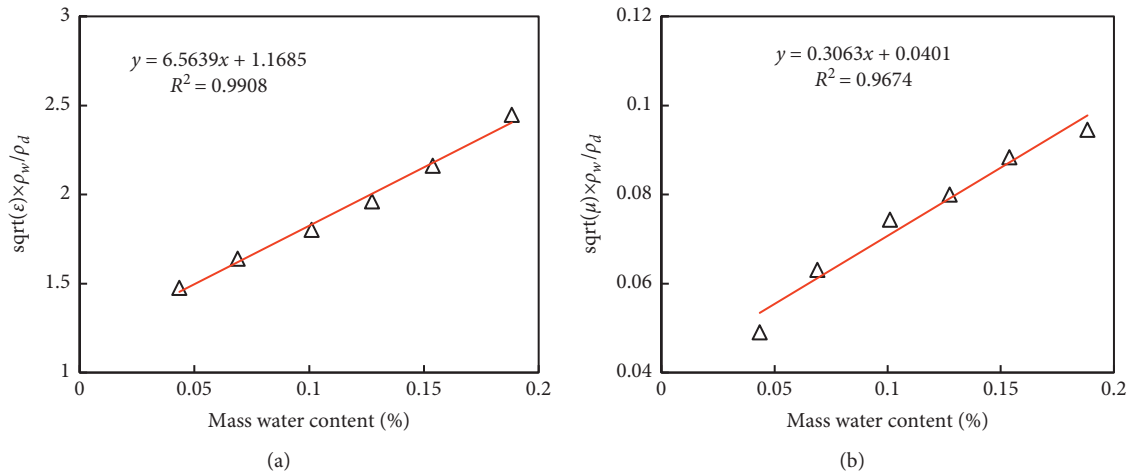 3
2.5
2
1.5
1
sqrt(ε)×ρw/ρd
y = 6.5639x + 1.1685
R² = 0.9908
0 0.05 0.1 0.15 0.2
Mass water content (%)
(a)
0.12
0.1
0.08
0.06
0.04
sqrt(μ)×ρw/ρd
y = 0.3063x + 0.0401
R² = 0.9674
0 0.05 0.1 0.15 0.2
Mass water content (%)
(b)